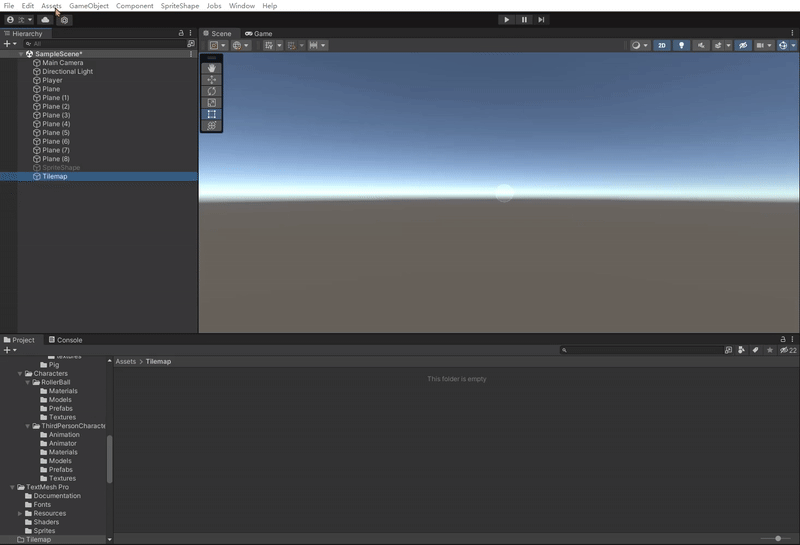 File Edit Assets GameObject Component SpriteShape Jobs Window Help
Hierarchy
Scene
Game
All
SampleScene*
Main Camera
Directional Light
2D
Player
Plane
Plane (1)
Plane (2)
Plane (3)
Plane (4)
Plane (5)
Plane (6)
Plane (7)
Plane (8)
SpriteShape
Tilemap
Project
Console
22
Textures
Pig
Characters
RollerBall
Materials
Models
Prefabs
Textures
ThirdPersonCharacte
Animation
Animator
Materials
Models
Prefabs
Textures
TextMesh Pro
Documentation
Fonts
Resources
Shaders
Sprites
Tilemap
Assets > Tilemap
This folder is empty